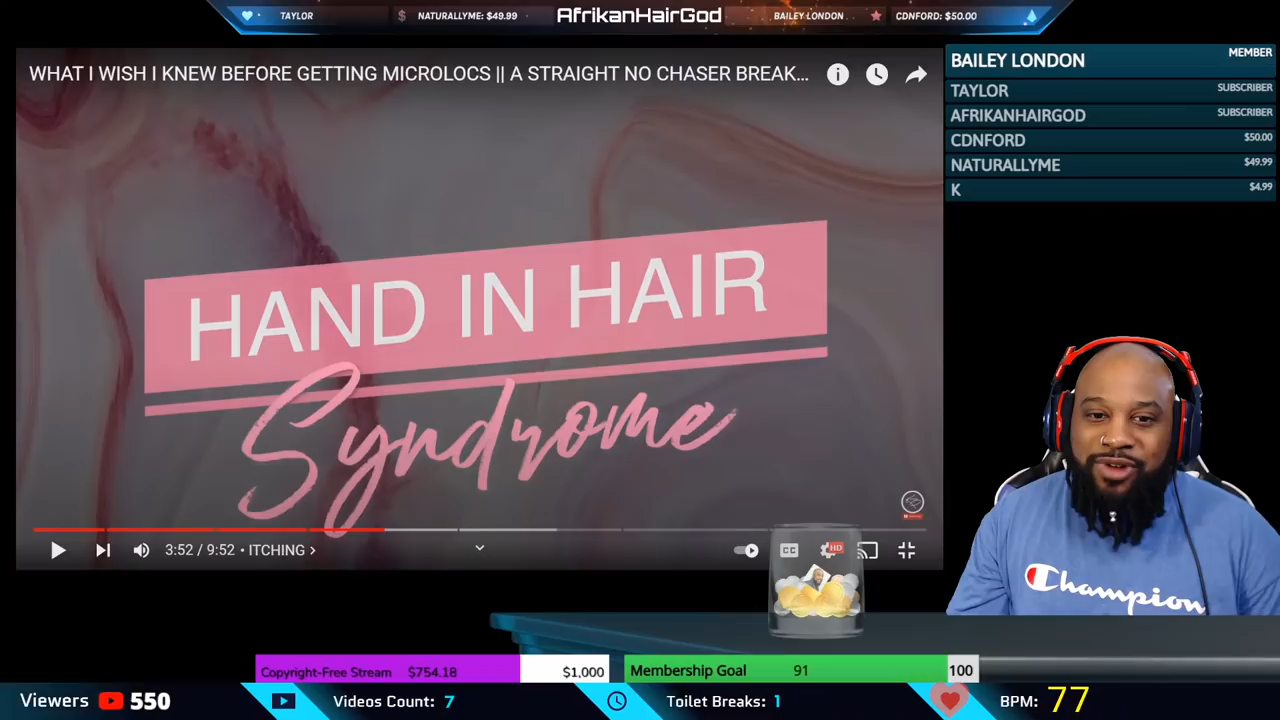 TAYLOR
NATURALLYME: $49.99
AfrikanHairGod
BAILEY LONDON
CDNFORD: $50.00
WHAT I WISH I KNEW BEFORE GETTING MICROLOCS || A STRAIGHT NO CHASER BREAK...
BAILEY LONDON MEMBER
TAYLOR SUBSCRIBER
AFRIKANHAIRGOD SUBSCRIBER
CDNFORD $50.00
NATURALLYME $49.99
K $4.99
HAND IN HAIR
Syndrome
3:52 / 9:52 • ITCHING >
CC
HD
Champion
Copyright-Free Stream $754.18 $1,000
Membership Goal 91 100
Viewers 550
Videos Count: 7
Toilet Breaks: 1
BPM: 77